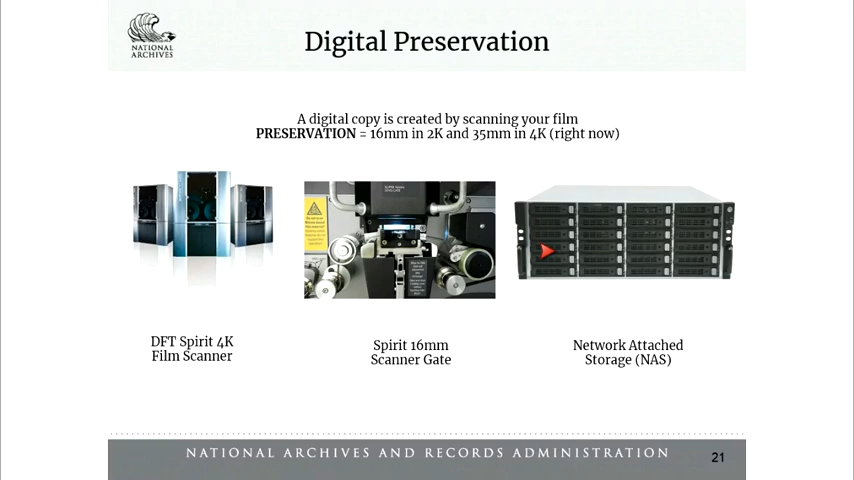 NATIONAL
ARCHIVES
Digital Preservation
A digital copy is created by scanning your film
PRESERVATION = 16mm in 2K and 35mm in 4K (right now)
DFT Spirit 4K
Film Scanner
Spirit 16mm
Scanner Gate
Network Attached
Storage (NAS)
NATIONAL ARCHIVES AND RECORDS ADMINISTRATION
21